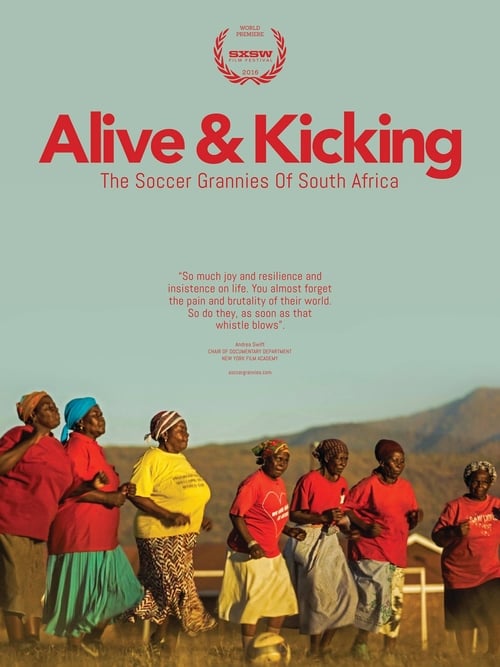 WORLD
PREMIERE
SXSW
FILM FESTIVAL
2016
Alive & Kicking
The Soccer Grannies Of South Africa
“So much joy and resilience and
insistence on life. You almost forget
the pain and brutality of their world.
So do they, as soon as that
whistle blows”.
Andrea Swift
CHAIR OF DOCUMENTARY DEPARTMENT
NEW YORK FILM ACADEMY
soccergrannies.com